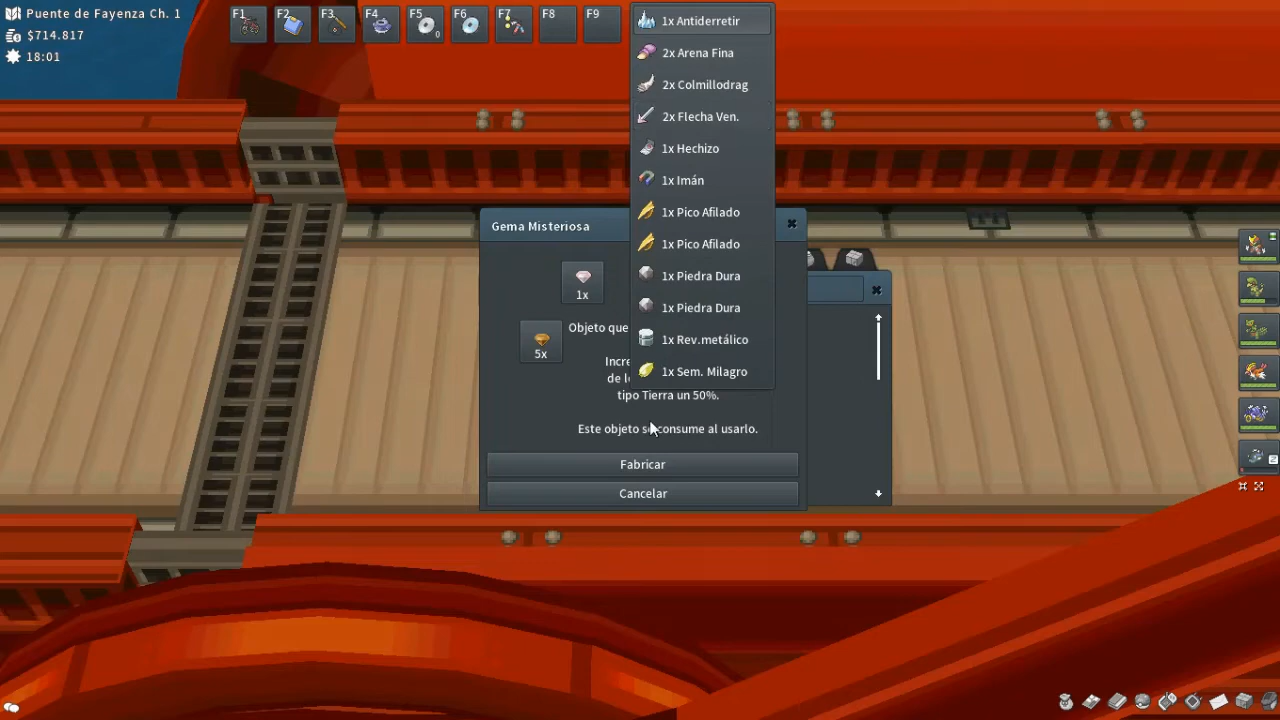 Puente de Fayenza Ch. 1
$714.817
18:01
F1
F2
F3
F4
F5
0
F6
F7
F8
F9
1x Antiderretir
2x Arena Fina
2x Colmillodrag
2x Flecha Ven.
1x Hechizo
1x Imán
1x Pico Afilado
1x Pico Afilado
1x Piedra Dura
1x Piedra Dura
1x Rev.metálico
1x Sem. Milagro
Gema Misteriosa
1x
Objeto que
5x
Incre
de l
tipo Tierra un 50%.
Este objeto se consume al usarlo.
Fabricar
Cancelar